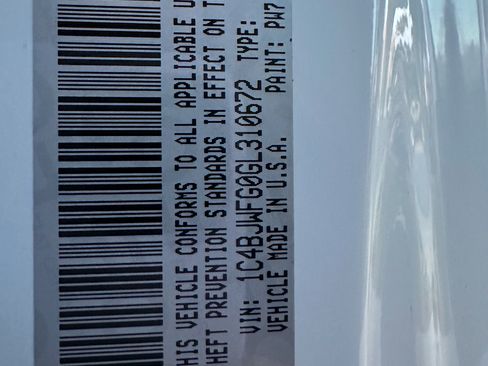 HIS VEHICLE CONFORMS TO ALL APPLICABLE U
HEFT PREVENTION STANDARDS IN EFFECT ON T
VIN: 1C4BJWFG0GL310672 TYPE:
VEHICLE MADE IN U.S.A. PAINT: PW7